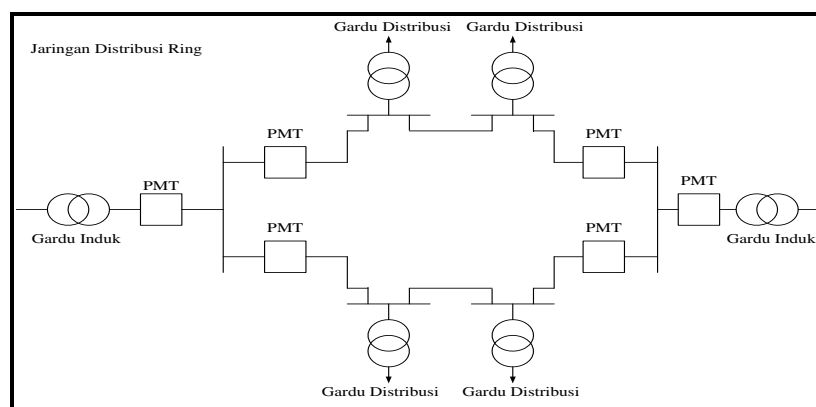 Gardu Distribusi Gardu Distribusi
Jaringan Distribusi Ring
PMT PMT
PMT PMT
Gardu Induk Gardu Induk
PMT PMT
Gardu Distribusi Gardu Distribusi